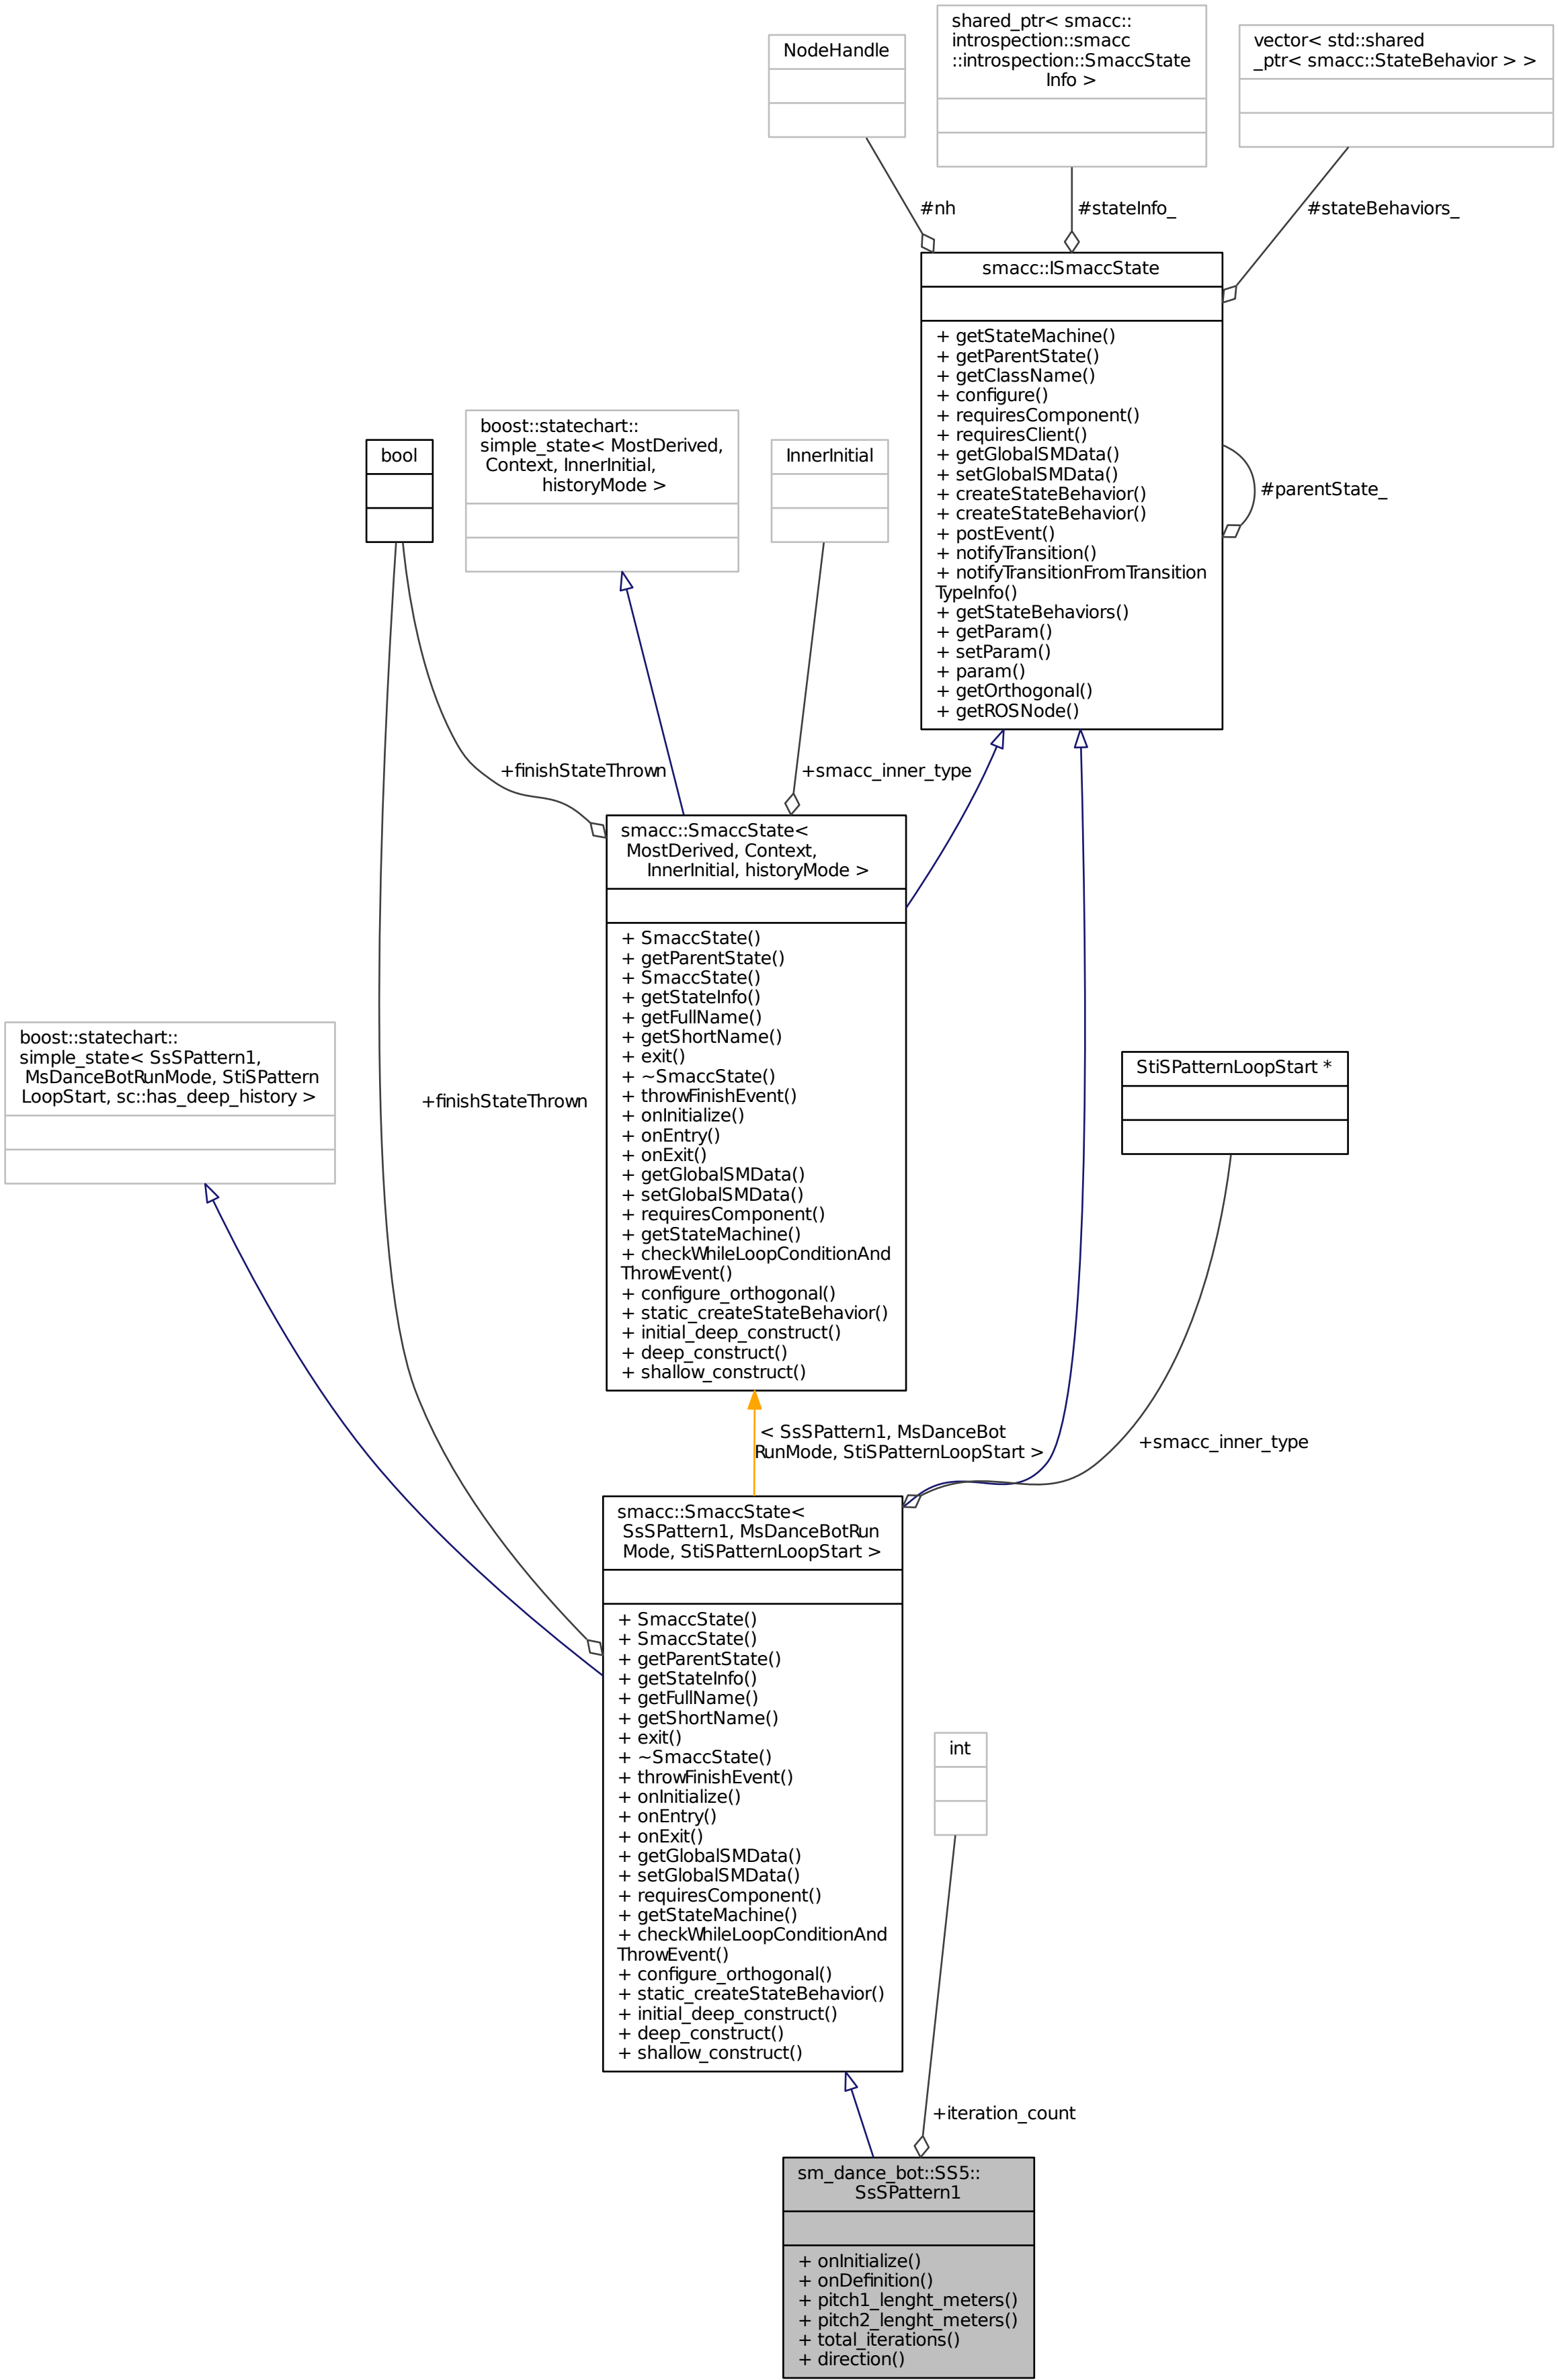 NodeHandle
shared_ptr< smacc::
introspection::smacc
::introspection::SmaccState
Info >
vector< std::shared
_ptr< smacc::StateBehavior > >
#nh
#stateInfo_
#stateBehaviors_
smacc::ISmaccState
+ getStateMachine()
+ getParentState()
+ getClassName()
+ configure()
+ requiresComponent()
+ requiresClient()
+ getGlobalSMData()
+ setGlobalSMData()
+ createStateBehavior()
+ createStateBehavior()
+ postEvent()
+ notifyTransition()
+ notifyTransitionFromTransition
TypeInfo()
+ getStateBehaviors()
+ getParam()
+ setParam()
+ param()
+ getOrthogonal()
+ getROSNode()
#parentState_
bool
boost::statechart::
simple_state< MostDerived,
Context, InnerInitial,
historyMode >
InnerInitial
+finishStateThrown
+smacc_inner_type
smacc::SmaccState<
MostDerived, Context,
InnerInitial, historyMode >
+ SmaccState()
+ getParentState()
+ SmaccState()
+ getStateInfo()
+ getFullName()
+ getShortName()
+ exit()
+ ~SmaccState()
+ throwFinishEvent()
+ onInitialize()
+ onEntry()
+ onExit()
+ getGlobalSMData()
+ setGlobalSMData()
+ requiresComponent()
+ getStateMachine()
+ checkWhileLoopConditionAnd
ThrowEvent()
+ configure_orthogonal()
+ static_createStateBehavior()
+ initial_deep_construct()
+ deep_construct()
+ shallow_construct()
boost::statechart::
simple_state< SsSPattern1,
MsDanceBotRunMode, StiSPattern
LoopStart, sc::has_deep_history >
+finishStateThrown
StiSPatternLoopStart *
< SsSPattern1, MsDanceBot
RunMode, StiSPatternLoopStart >
+smacc_inner_type
smacc::SmaccState<
SsSPattern1, MsDanceBotRun
Mode, StiSPatternLoopStart >
+ SmaccState()
+ SmaccState()
+ getParentState()
+ getStateInfo()
+ getFullName()
+ getShortName()
+ exit()
+ ~SmaccState()
+ throwFinishEvent()
+ onInitialize()
+ onEntry()
+ onExit()
+ getGlobalSMData()
+ setGlobalSMData()
+ requiresComponent()
+ getStateMachine()
+ checkWhileLoopConditionAnd
ThrowEvent()
+ configure_orthogonal()
+ static_createStateBehavior()
+ initial_deep_construct()
+ deep_construct()
+ shallow_construct()
int
+iteration_count
sm_dance_bot::SS5::
SsSPattern1
+ onInitialize()
+ onDefinition()
+ pitch1_lenght_meters()
+ pitch2_lenght_meters()
+ total_iterations()
+ direction()